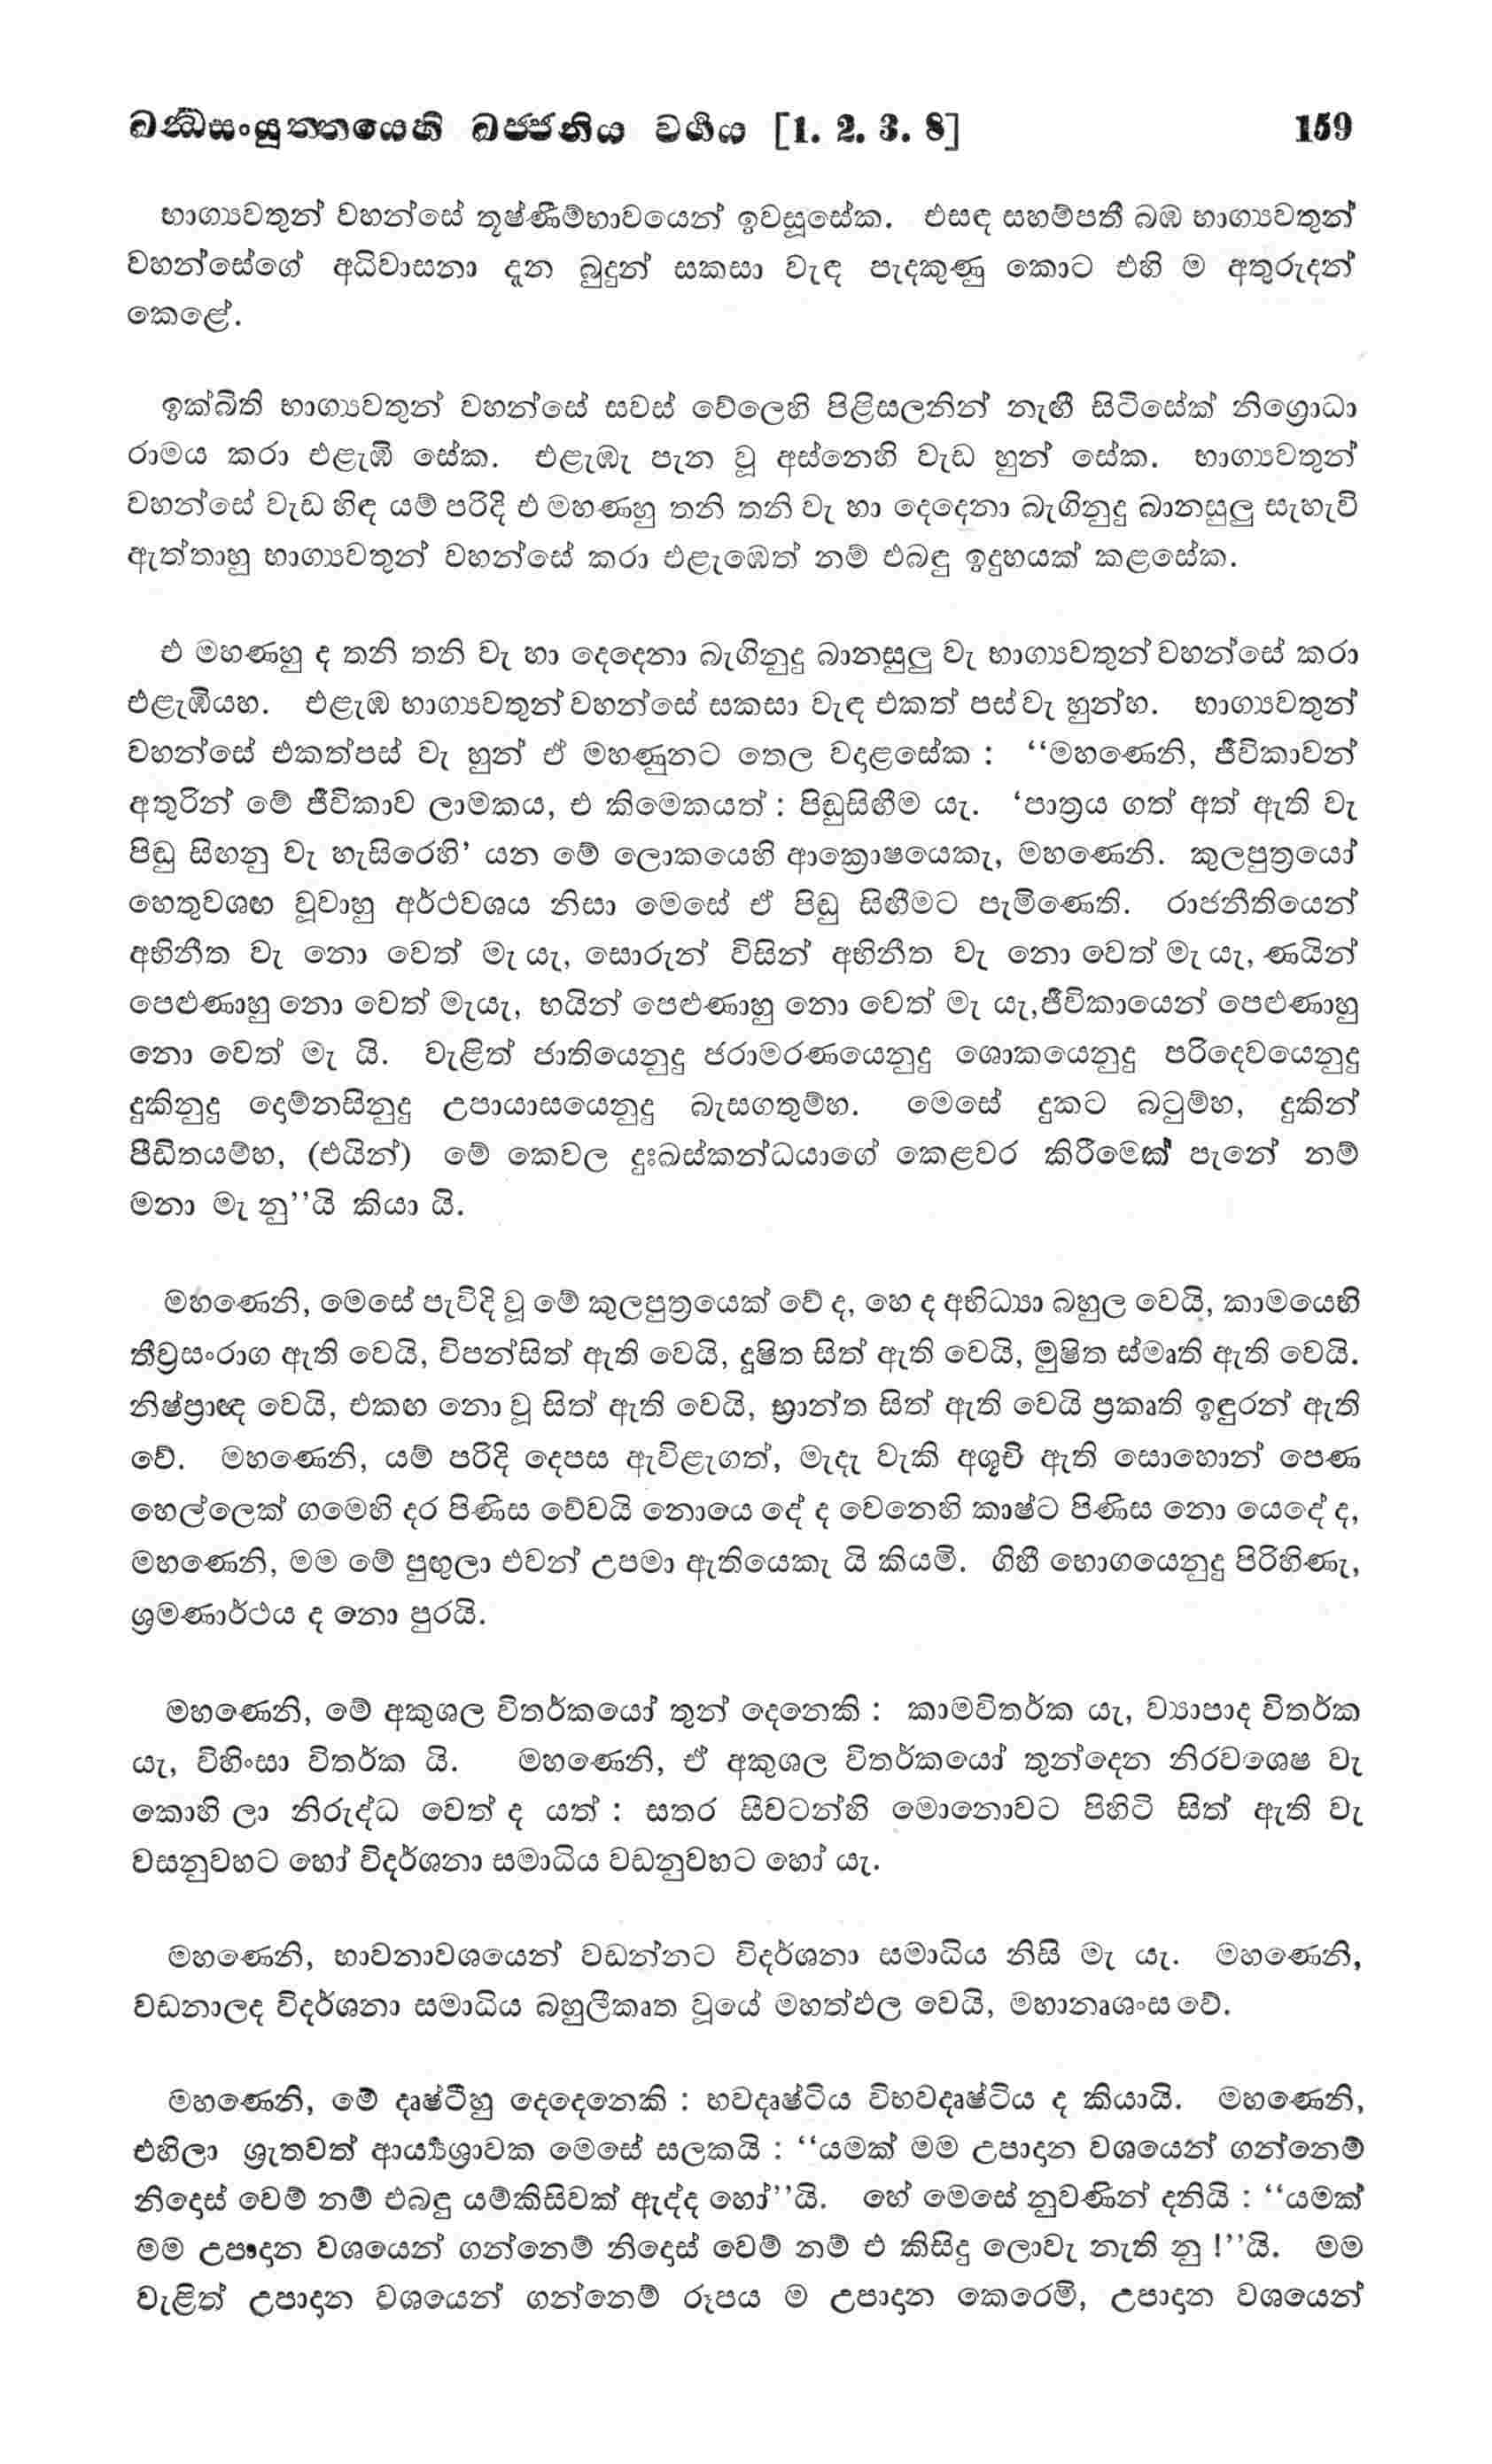 ඛන්ධසංයුත්තයෙහි ඛජ්ජනිය වර්ගය [1. 2. 3. 8] 159
භාග්‍යවතුන් වහන්සේ තූෂ්ණීම්භාවයෙන් ඉවසූසේක. එසඳ සහම්පතී බඹ භාග්‍යවතුන්
වහන්සේගේ අධිවාසනා දැන බුදුන් සකසා වැඳ පැදකුණු කොට එහි ම අතුරුදන්
කෙළේ.
ඉක්බිති භාග්‍යවතුන් වහන්සේ සවස් වේලෙහි පිළිසලනින් නැඟී සිටිසේක් නිග්‍රොධා
රාමය කරා එළැඹි සේක. එළැඹැ පැන වූ අස්නෙහි වැඩ හුන් සේක. භාග්‍යවතුන්
වහන්සේ වැඩ හිඳ යම් පරිදි එ මහණහු තනි තනි වැ හා දෙදෙනා බැගිනුදු බානසුලු සැහැවි
ඇත්තාහු භාග්‍යවතුන් වහන්සේ කරා එළැඹෙත් නම් එබඳු ඉදුහයක් කළසේක.
එ මහණහු ද තනි තනි වැ හා දෙදෙනා බැගිනුදු බානසුලු වැ භාග්‍යවතුන් වහන්සේ කරා
එළැඹියහ. එළැඹ භාග්‍යවතුන් වහන්සේ සකසා වැඳ එකත් පස් වැ හුන්හ. භාග්‍යවතුන්
වහන්සේ එකත්පස් වැ හුන් ඒ මහණුනට තෙල වදාළසේක : “මහණෙනි, ජීවිකාවන්
අතුරින් මේ ජීවිකාව ලාමකය, එ කිමෙකයත් : පිඬුසිඟීම යැ. ‘පාත්‍රය ගත් අත් ඇති වැ
පිඬු සිඟනු වැ හැසිරෙහි’ යන මේ ලොකයෙහි ආක්‍රොෂයෙකැ, මහණෙනි. කුලපුත්‍රයෝ
හෙතුවශඟ වූවාහු අර්ථවශය නිසා මෙසේ ඒ පිඬු සිඟීමට පැමිණෙති. රාජනීතියෙන්
අභිනීත වැ නො වෙත් මැ යැ, සොරුන් විසින් අභිනීත වැ නො වෙත් මැ යැ, ණයින්
පෙළුණාහු නො වෙත් මැයැ, භයින් පෙළුණාහු නො වෙත් මැ යැ,ජීවිකායෙන් පෙළුණාහු
නො වෙත් මැ යි. වැළිත් ජාතියෙනුදු ජරාමරණයෙනුදු ශොකයෙනුදු පරිදෙවයෙනුදු
දුකිනුදු දොම්නසිනුදු උපායාසයෙනුදු බැසගතුම්හ. මෙසේ දුකට බටුම්හ, දුකින්
පීඩිතයම්හ, (එයින්) මේ කෙවල දුඃඛස්කන්ධයාගේ කෙළවර කිරීමෙක් පැනේ නම්
මනා මැ නු”යි කියා යි.
මහණෙනි, මෙසේ පැවිදි වූ මේ කුලපුත්‍රයෙක් වේ ද, හෙ ද අභිධ්‍යා බහුල වෙයි, කාමයෙහි
තීව්‍රසංරාග ඇති වෙයි, විපන්සිත් ඇති වෙයි, දූෂිත සිත් ඇති වෙයි, මුෂිත ස්මෘති ඇති වෙයි.
නිෂ්ප්‍රාඥ වෙයි, එකඟ නො වූ සිත් ඇති වෙයි, භ්‍රාන්ත සිත් ඇති වෙයි ප්‍රකෘති ඉඳුරන් ඇති
වේ. මහණෙනි, යම් පරිදි දෙපස ඇවිළැගත්, මැදැ වැකි අශූචි ඇති සොහොන් පෙණ
හෙල්ලෙක් ගමෙහි දර පිණිස වේවයි නොයෙ දේ ද වෙනෙහි කාෂ්ට පිණිස නො යෙදේ ද,
මහණෙනි, මම මේ පුඟුලා එවන් උපමා ඇතියෙකැ යි කියමි. ගිහී භොගයෙනුදු පිරිහිණැ,
ශ්‍රමණාර්ථය ද නො පුරයි.
මහණෙනි, මේ අකුශල විතර්කයෝ තුන් දෙනෙකි : කාමවිතර්ක යැ, ව්‍යාපාද විතර්ක
යැ, විහිංසා විතර්ක යි. මහණෙනි, ඒ අකුශල විතර්කයෝ තුන්දෙන නිරවශෙෂ වැ
කොහි ලා නිරුද්ධ වෙත් ද යත් : සතර සිවටන්හි මොනොවට පිහිටි සිත් ඇති වැ
වසනුවහට හෝ විදර්ශනා සමාධිය වඩනුවහට හෝ යැ.
මහණෙනි, භාවනාවශයෙන් වඩන්නට විදර්ශනා සමාධිය නිසි මැ යැ. මහණෙනි,
වඩනාලද විදර්ශනා සමාධිය බහුලීකෘත වූයේ මහත්ඵල වෙයි, මහානෘශංස වේ.
මහණෙනි, මේ දෘෂ්ටීහු දෙදෙනෙකි : භවදෘෂ්ටිය විභවදෘෂ්ටිය ද කියායි. මහණෙනි,
එහිලා ශ්‍රැතවත් ආර්‍ය්‍යශ්‍රාවක මෙසේ සලකයි : “යමක් මම උපාදාන වශයෙන් ගන්නෙම්
නිදොස් වෙම් නම් එබඳු යම්කිසිවක් ඇද්ද හෝ”යි. හේ මෙසේ නුවණින් දනියි : “යමක්
මම උපාදාන වශයෙන් ගන්නෙම් නිදොස් වෙම් නම් එ කිසිදු ලොවැ නැති නු !”යි. මම
වැළිත් උපාදාන වශයෙන් ගන්නෙම් රූපය ම උපාදාන කෙරෙමි, උපාදාන වශයෙන්